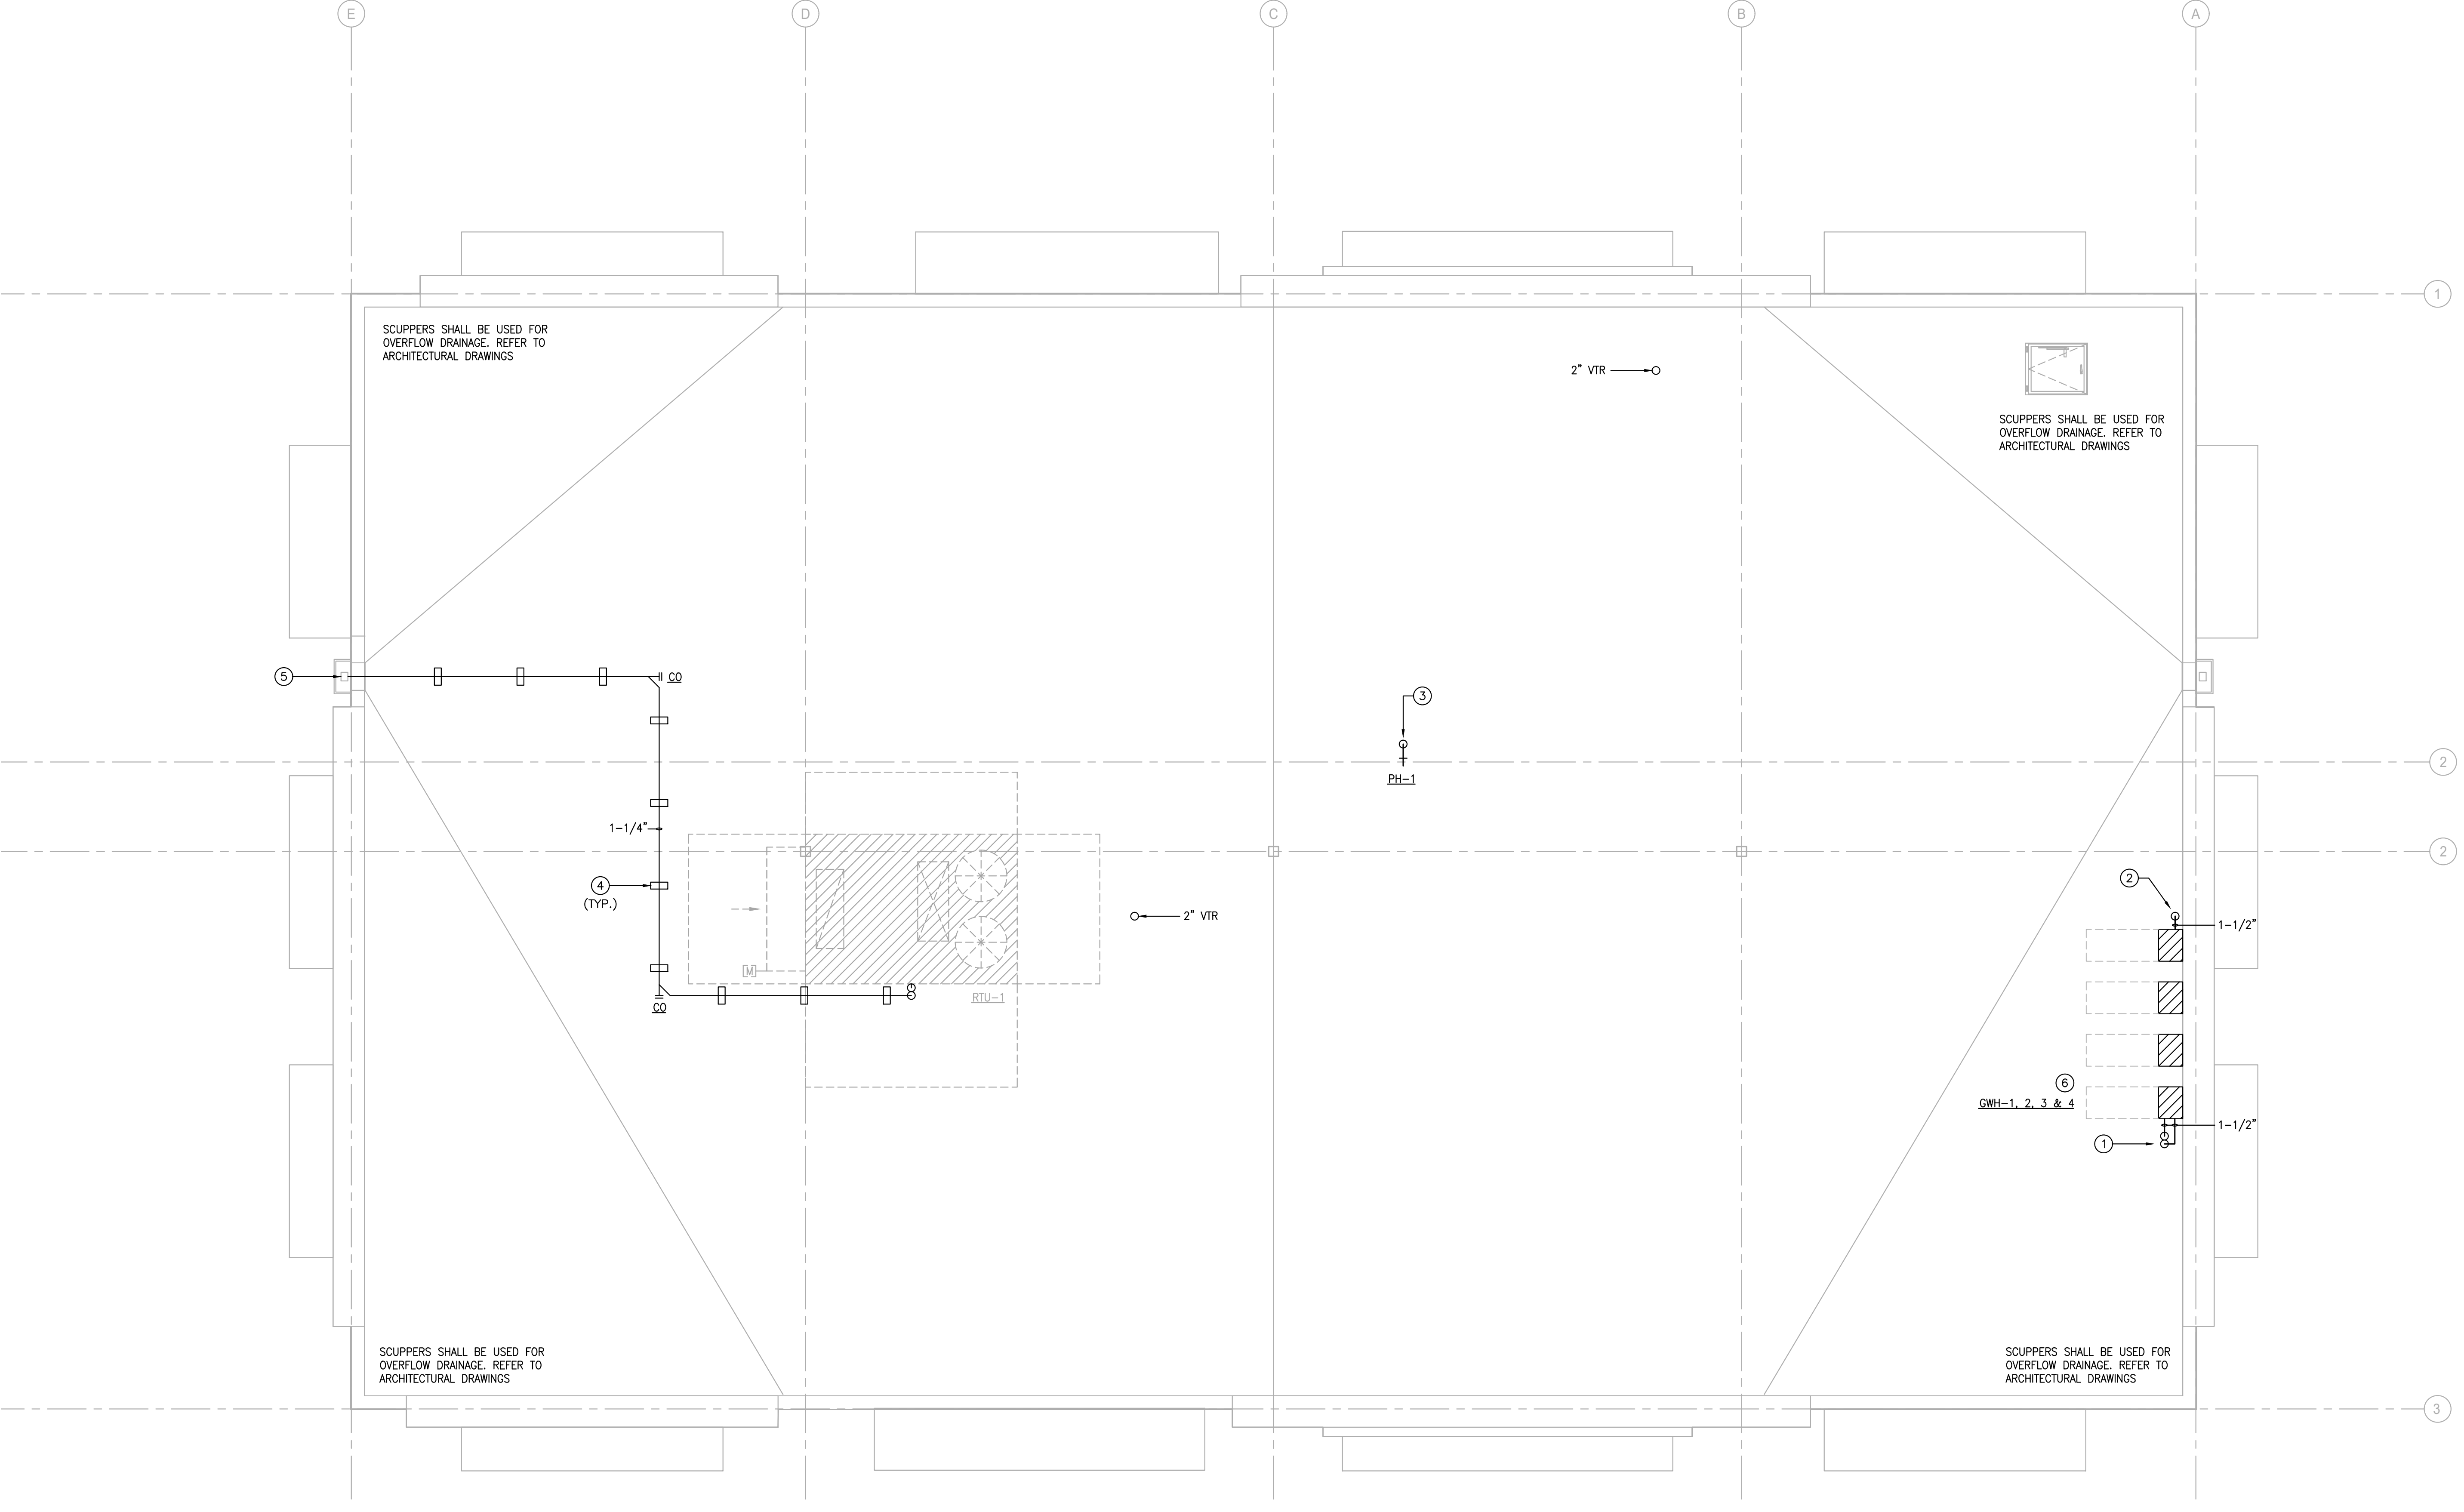 E
D
C
B
A
1
SCUPPERS SHALL BE USED FOR
OVERFLOW DRAINAGE. REFER TO
ARCHITECTURAL DRAWINGS
2" VTR
SCUPPERS SHALL BE USED FOR
OVERFLOW DRAINAGE. REFER TO
ARCHITECTURAL DRAWINGS
5
CO
3
2
PH-1
1-1/4"
2
4
(TYP.)
2
2" VTR
1-1/2"
M
RTU-1
CO
6
GWH-1, 2, 3 & 4
1-1/2"
1
SCUPPERS SHALL BE USED FOR
OVERFLOW DRAINAGE. REFER TO
ARCHITECTURAL DRAWINGS
SCUPPERS SHALL BE USED FOR
OVERFLOW DRAINAGE. REFER TO
ARCHITECTURAL DRAWINGS
3